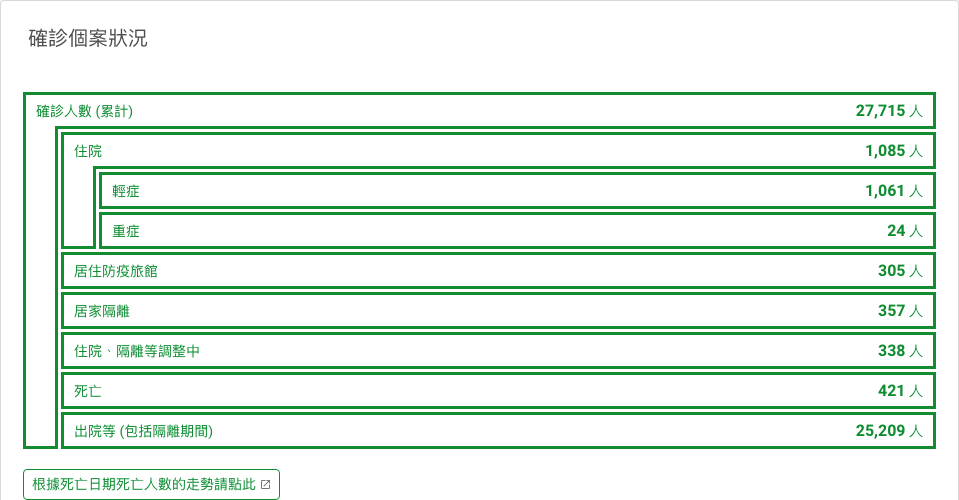 確診個案狀況
確診人數 (累計) 27,715 人
住院 1,085 人
輕症 1,061 人
重症 24 人
居住防疫旅館 305 人
居家隔離 357 人
住院、隔離等調整中 338 人
死亡 421 人
出院等 (包括隔離期間) 25,209 人
根據死亡日期死亡人數的走勢請點此